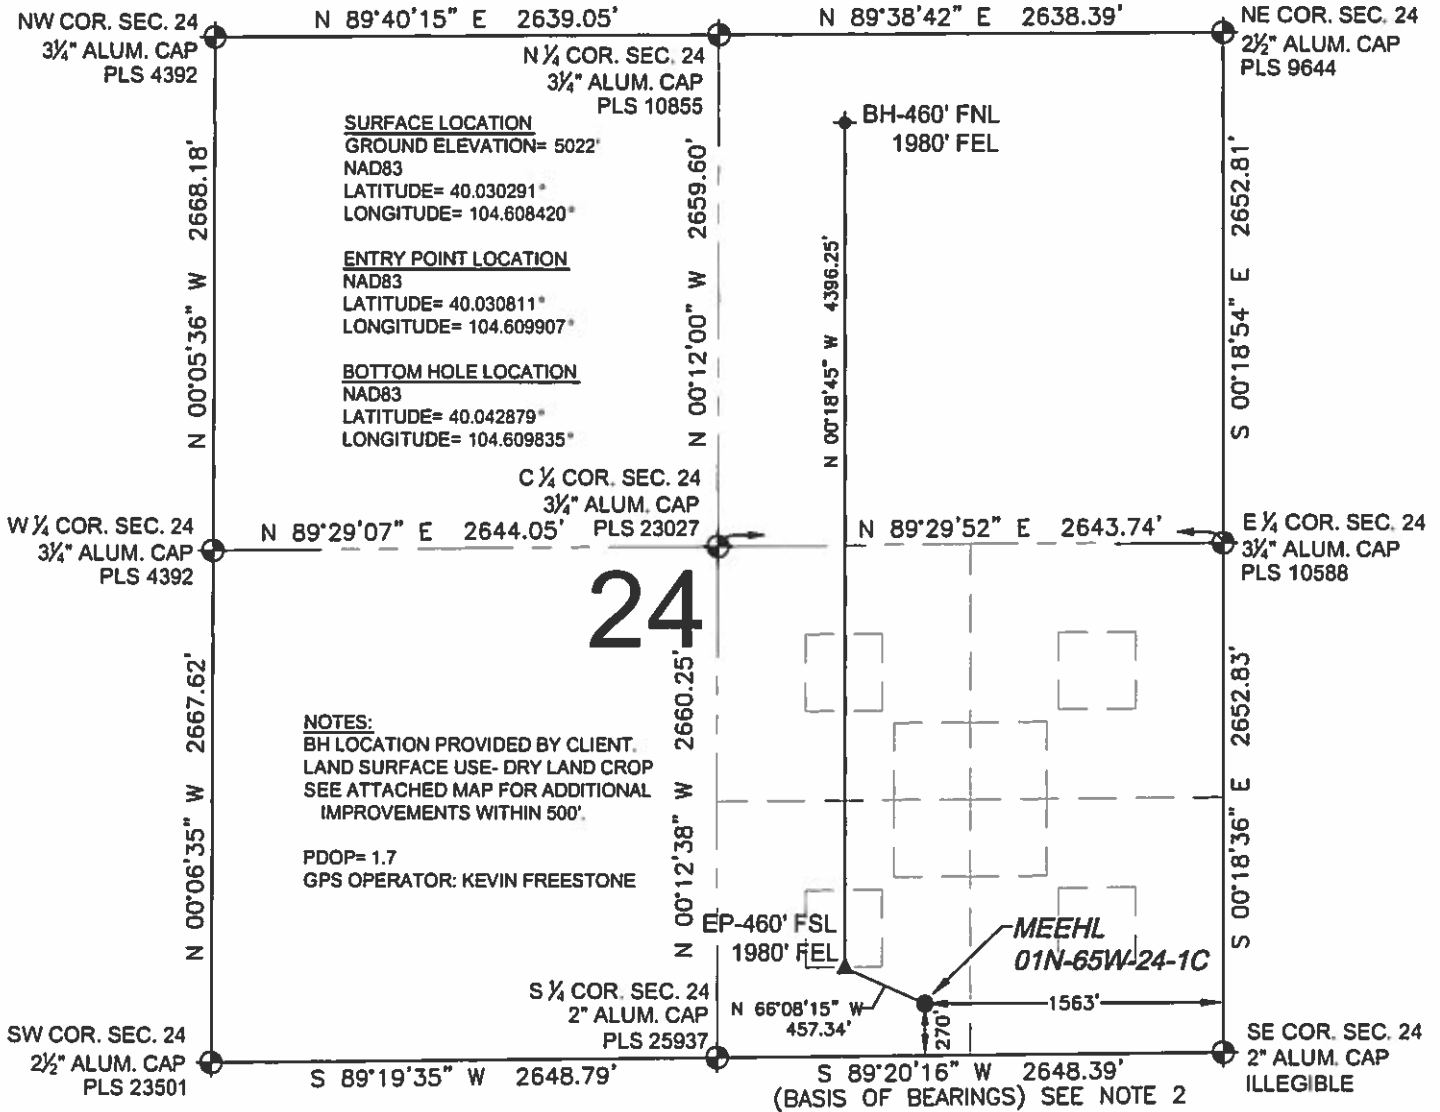 NW COR. SEC. 24
3¼" ALUM. CAP
PLS 4392
N 89°40'15" E 2639.05'
N ¼ COR. SEC. 24
3¼" ALUM. CAP
PLS 10855
N 89°38'42" E 2638.39'
NE COR. SEC. 24
2½" ALUM. CAP
PLS 9644
SURFACE LOCATION
GROUND ELEVATION= 5022'
NAD83
LATITUDE= 40.030291°
LONGITUDE= 104.608420°
ENTRY POINT LOCATION
NAD83
LATITUDE= 40.030811°
LONGITUDE= 104.609907°
BOTTOM HOLE LOCATION
NAD83
LATITUDE= 40.042879°
LONGITUDE= 104.609835°
BH-460' FNL
1980' FEL
N 00°05'36" W 2668.18'
N 00°12'00" W 2659.60'
N 00°18'45" W 4396.25'
S 00°18'54" E 2652.81'
C ¼ COR. SEC. 24
3¼" ALUM. CAP
PLS 23027
W ¼ COR. SEC. 24
3¼" ALUM. CAP
PLS 4392
N 89°29'07" E 2644.05'
N 89°29'52" E 2643.74'
E ¼ COR. SEC. 24
3¼" ALUM. CAP
PLS 10588
24
N 00°06'35" W 2667.62'
N 00°12'38" W 2660.25'
S 00°18'36" E 2652.83'
NOTES:
BH LOCATION PROVIDED BY CLIENT.
LAND SURFACE USE- DRY LAND CROP
SEE ATTACHED MAP FOR ADDITIONAL
IMPROVEMENTS WITHIN 500'.
PDOP= 1.7
GPS OPERATOR: KEVIN FREESTONE
EP-460' FSL
1980' FEL
MEEHL
01N-65W-24-1C
N 66°08'15" W
457.34'
1563'
270'
S ¼ COR. SEC. 24
2" ALUM. CAP
PLS 25937
SW COR. SEC. 24
2½" ALUM. CAP
PLS 23501
S 89°19'35" W 2648.79'
S 89°20'16" W 2648.39'
(BASIS OF BEARINGS) SEE NOTE 2
SE COR. SEC. 24
2" ALUM. CAP
ILLEGIBLE